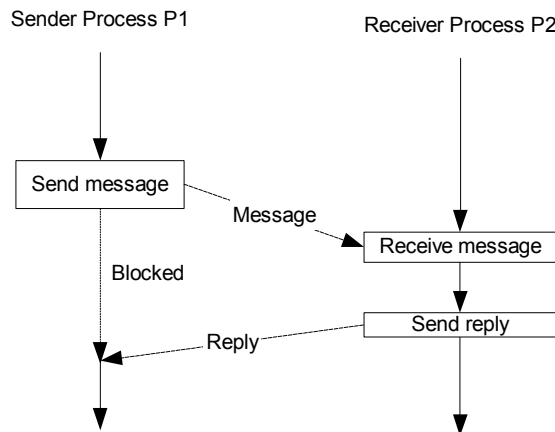 Sender Process P1
Receiver Process P2
Send message
Message
Receive message
Blocked
Send reply
Reply